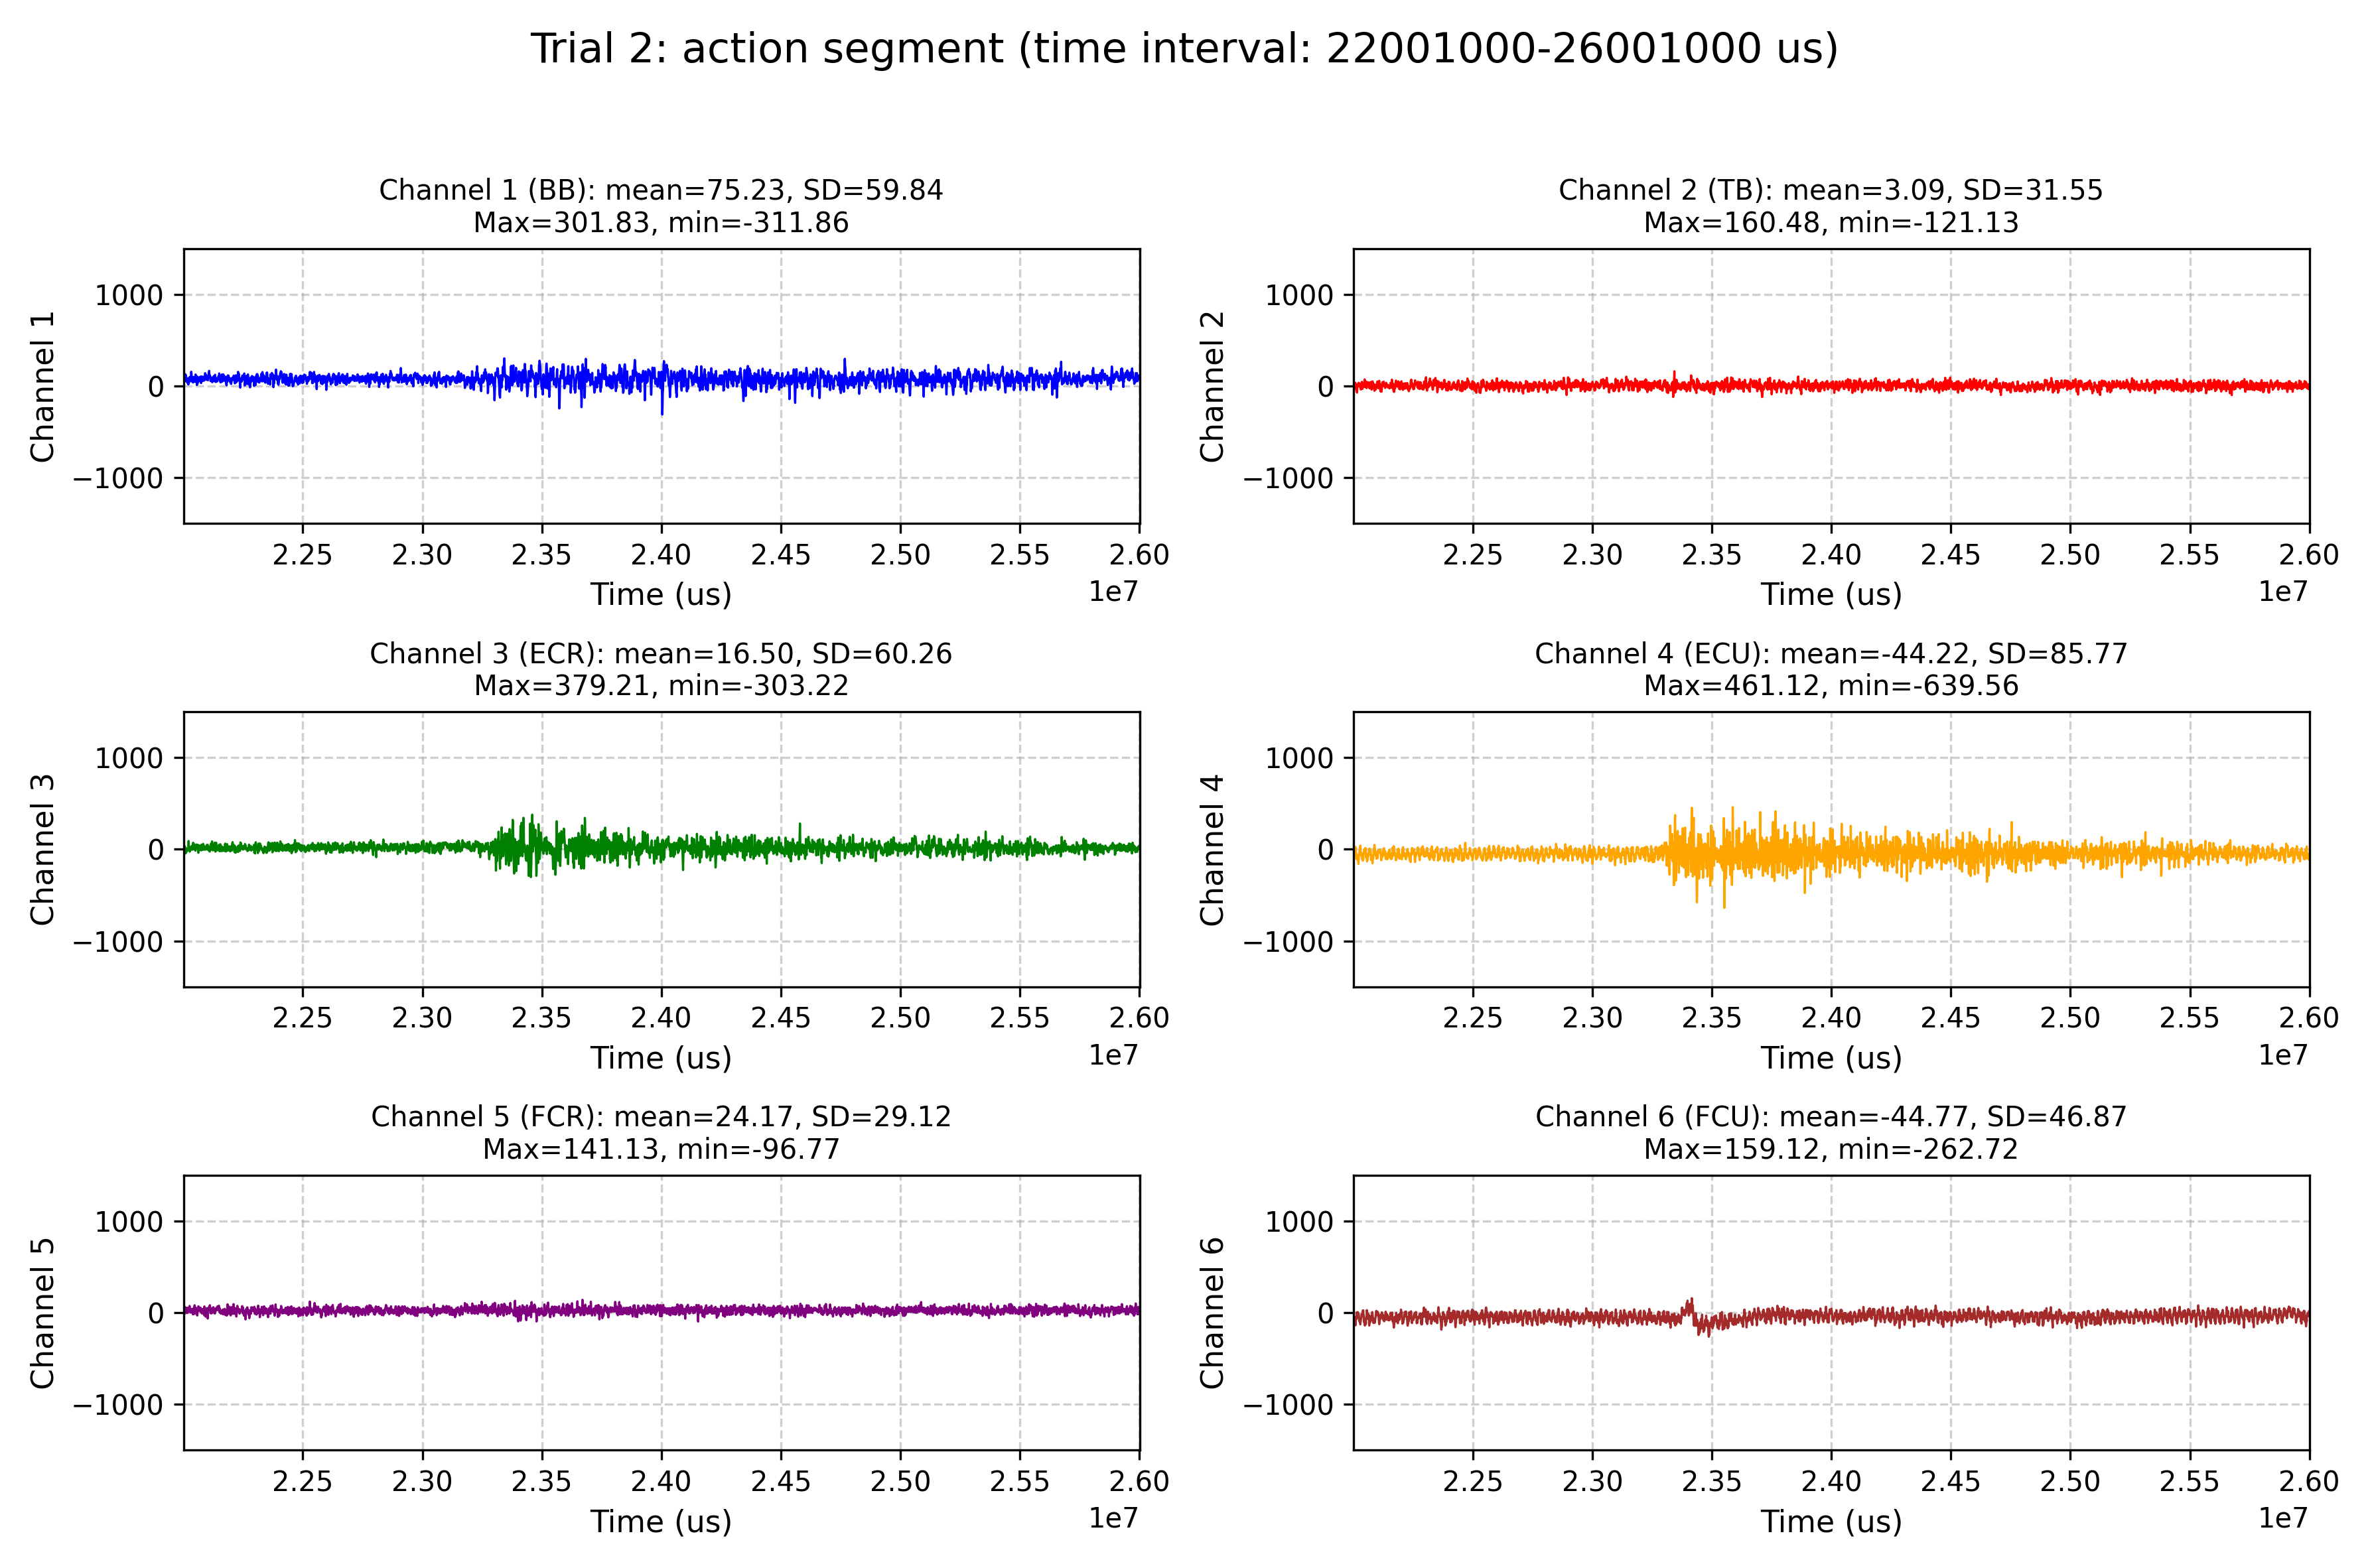 Trial 2: action segment (time interval: 22001000-26001000 us)
Channel 1 (BB): mean=75.23, SD=59.84
Max=301.83, min=-311.86
Channel 1
1000
0
−1000
2.25 2.30 2.35 2.40 2.45 2.50 2.55 2.60
Time (us)
1e7
Channel 2 (TB): mean=3.09, SD=31.55
Max=160.48, min=-121.13
Channel 2
1000
0
−1000
2.25 2.30 2.35 2.40 2.45 2.50 2.55 2.60
Time (us)
1e7
Channel 3 (ECR): mean=16.50, SD=60.26
Max=379.21, min=-303.22
Channel 3
1000
0
−1000
2.25 2.30 2.35 2.40 2.45 2.50 2.55 2.60
Time (us)
1e7
Channel 4 (ECU): mean=-44.22, SD=85.77
Max=461.12, min=-639.56
Channel 4
1000
0
−1000
2.25 2.30 2.35 2.40 2.45 2.50 2.55 2.60
Time (us)
1e7
Channel 5 (FCR): mean=24.17, SD=29.12
Max=141.13, min=-96.77
Channel 5
1000
0
−1000
2.25 2.30 2.35 2.40 2.45 2.50 2.55 2.60
Time (us)
1e7
Channel 6 (FCU): mean=-44.77, SD=46.87
Max=159.12, min=-262.72
Channel 6
1000
0
−1000
2.25 2.30 2.35 2.40 2.45 2.50 2.55 2.60
Time (us)
1e7